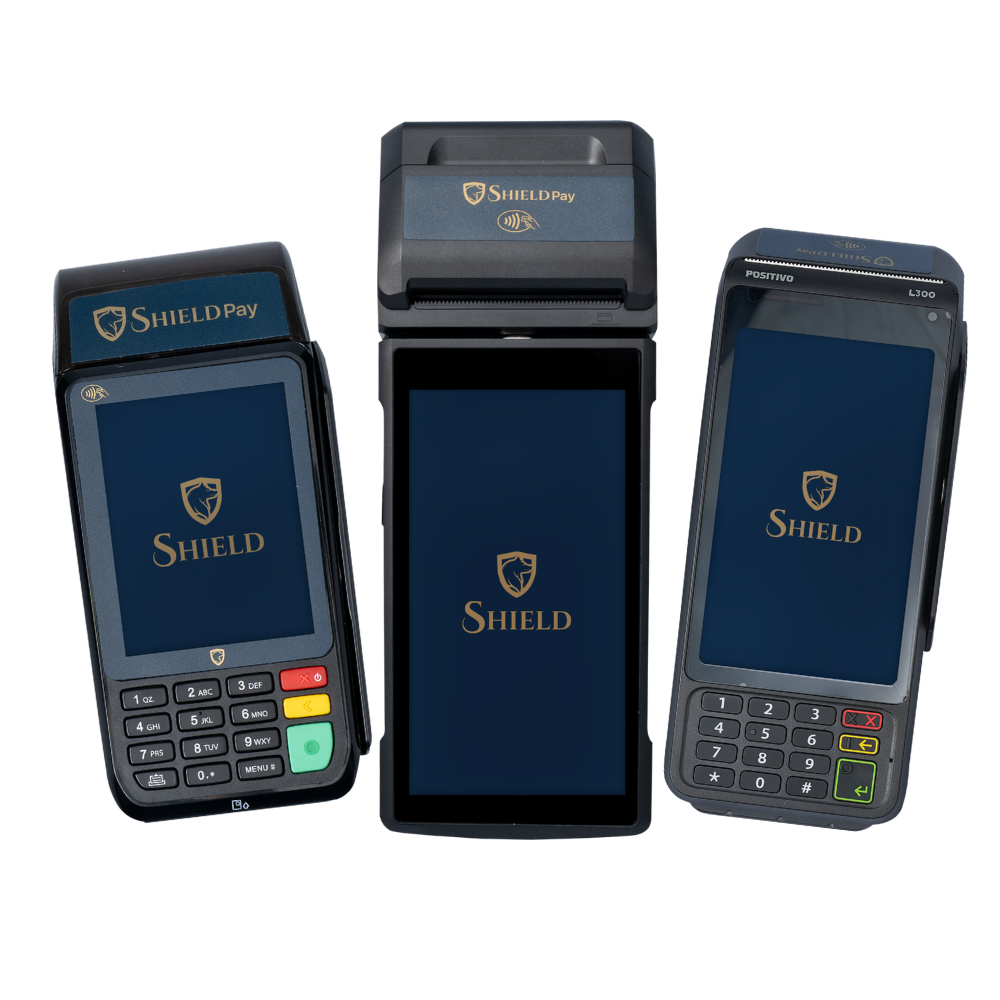 SHIELD Pay
SHIELD
1 QZ. 2 ABC 3 DEF
4 GHI 5 JKL 6 MNO
7 PRS 8 TUV 9 WXY
0,* MENU
SHIELD Pay
SHIELD
SHIELD Pay
POSITIVO
L300
SHIELD
1 2 3
4 5 6
7 8 9
* 0 #